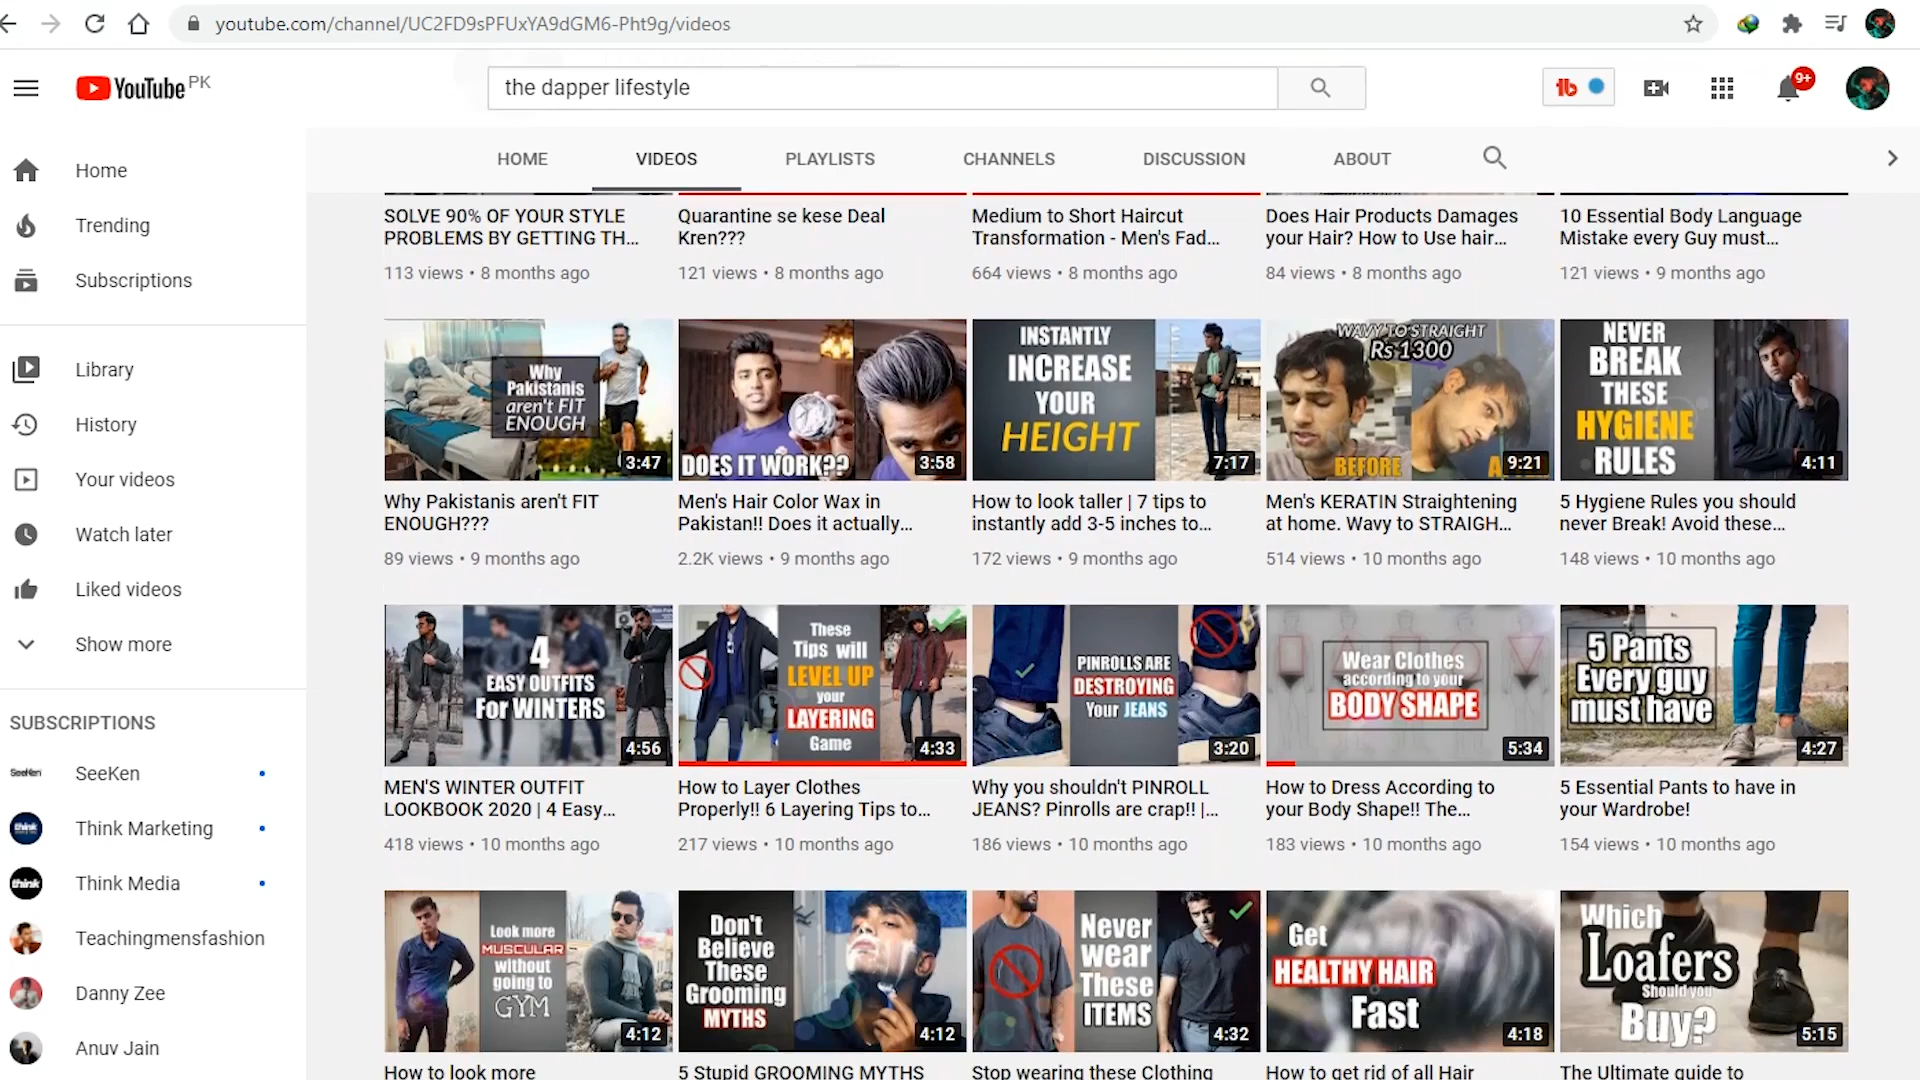 youtube.com/channel/UC2FD9sPFUxYA9dGM6-Pht9g/videos
YouTube PK
the dapper lifestyle
9+
HOME
VIDEOS
PLAYLISTS
CHANNELS
DISCUSSION
ABOUT
Home
Trending
Subscriptions
Library
History
Your videos
Watch later
Liked videos
Show more
SUBSCRIPTIONS
SeeKen
Think Marketing
Think Media
Teachingmensfashion
Danny Zee
Anuv Jain
SOLVE 90% OF YOUR STYLE
PROBLEMS BY GETTING TH...
113 views • 8 months ago
Quarantine se kese Deal
Kren???
121 views • 8 months ago
Medium to Short Haircut
Transformation - Men's Fad...
664 views • 8 months ago
Does Hair Products Damages
your Hair? How to Use hair...
84 views • 8 months ago
10 Essential Body Language
Mistake every Guy must...
121 views • 9 months ago
Why
Pakistanis
aren't FIT
ENOUGH
3:47
Why Pakistanis aren't FIT
ENOUGH???
89 views • 9 months ago
DOES IT WORK??
3:58
Men's Hair Color Wax in
Pakistan!! Does it actually...
2.2K views • 9 months ago
INSTANTLY
INCREASE
YOUR
HEIGHT
7:17
How to look taller | 7 tips to
instantly add 3-5 inches to...
172 views • 9 months ago
WAVY TO STRAIGHT
Rs 1300
BEFORE
9:21
Men's KERATIN Straightening
at home. Wavy to STRAIGH...
514 views • 10 months ago
NEVER
BREAK
THESE
HYGIENE
RULES
4:11
5 Hygiene Rules you should
never Break! Avoid these...
148 views • 10 months ago
4
EASY OUTFITS
For WINTERS
4:56
MEN'S WINTER OUTFIT
LOOKBOOK 2020 | 4 Easy...
418 views • 10 months ago
These
Tips will
LEVEL UP
your
LAYERING
Game
4:33
How to Layer Clothes
Properly!! 6 Layering Tips to...
217 views • 10 months ago
PINROLLS ARE
DESTROYING
Your JEANS
3:20
Why you shouldn't PINROLL
JEANS? Pinrolls are crap!! |...
186 views • 10 months ago
Wear Clothes
according to your
BODY SHAPE
5:34
How to Dress According to
your Body Shape!! The...
183 views • 10 months ago
5 Pants
Every guy
must have
4:27
5 Essential Pants to have in
your Wardrobe!
154 views • 10 months ago
Look more
MUSCULAR
without
going to
GYM
4:12
How to look more
Don't
Believe
These
Grooming
MYTHS
4:12
5 Stupid GROOMING MYTHS
Never
wear
These
ITEMS
4:32
Stop wearing these Clothing
Get
HEALTHY HAIR
Fast
4:18
How to get rid of all Hair
Which
Loafers
Should you
Buy?
5:15
The Ultimate guide to